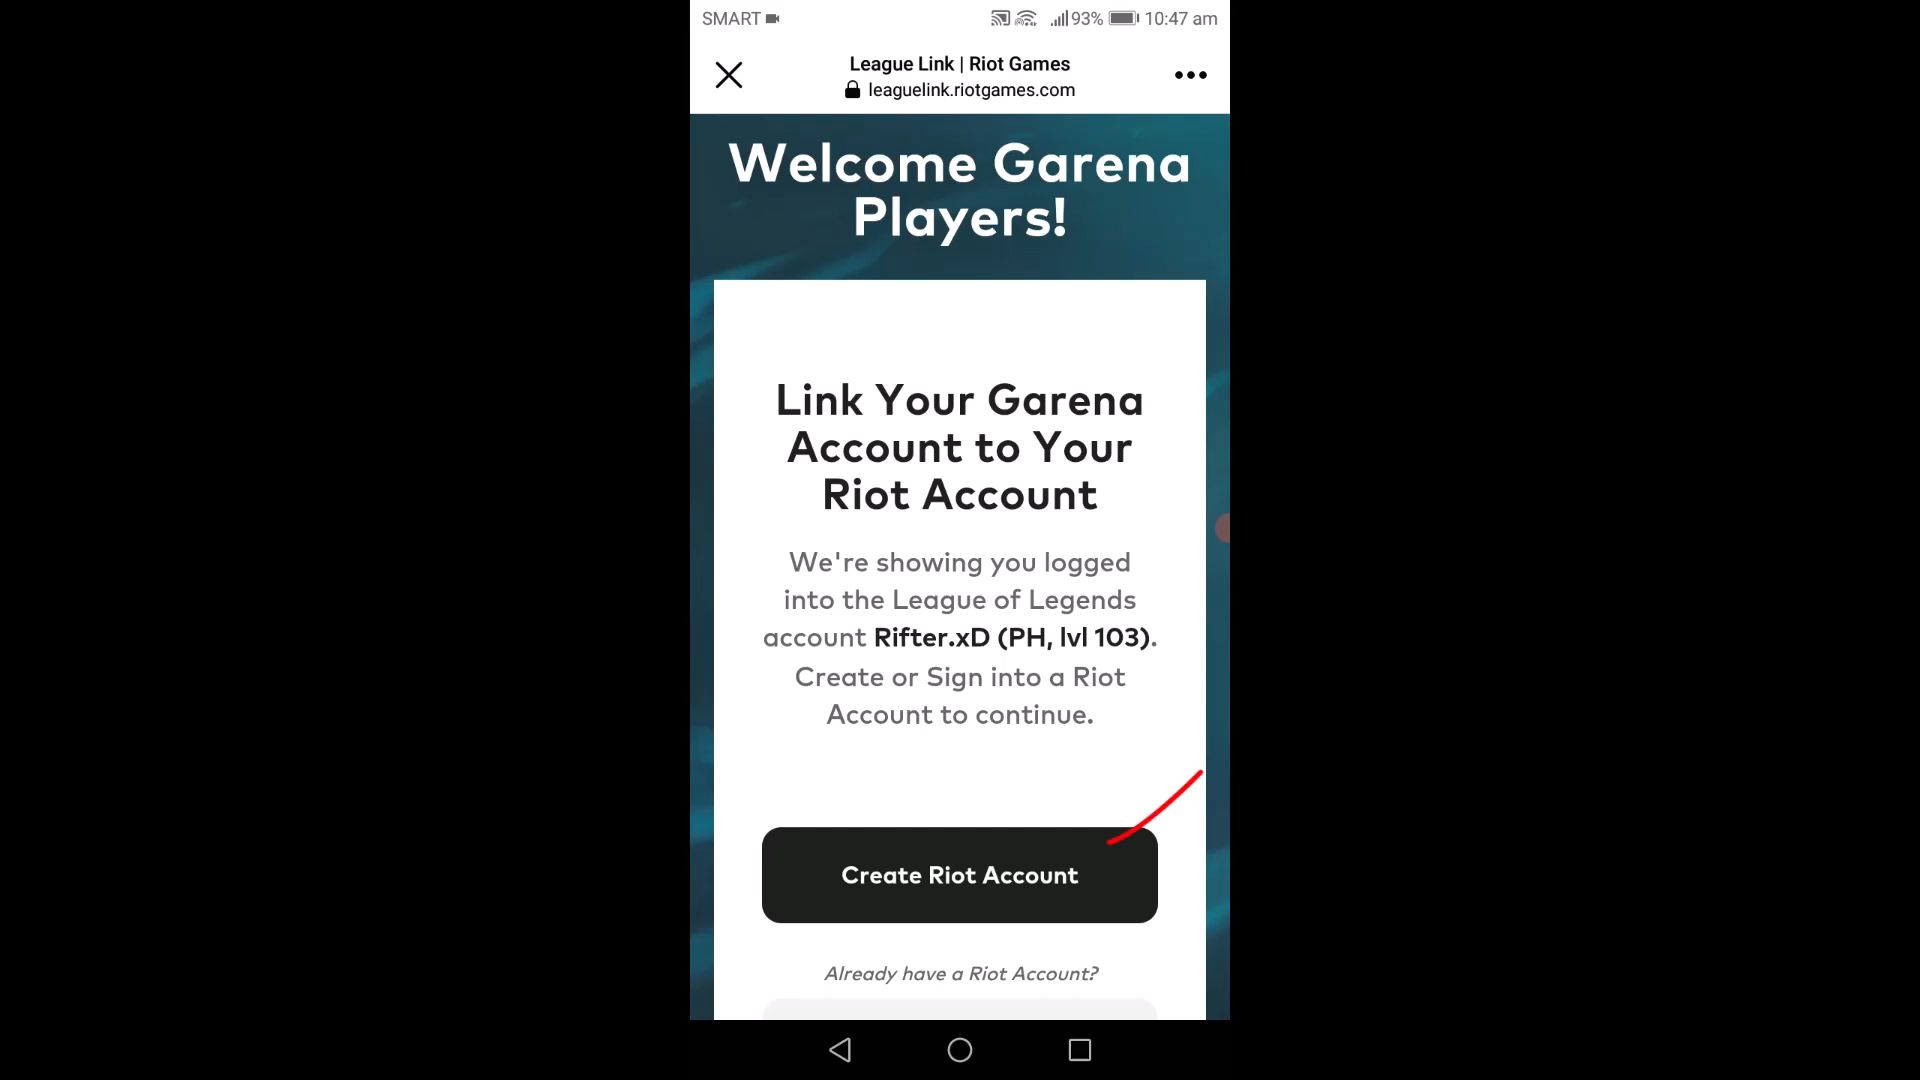 SMART 93% 10:47 am
League Link | Riot Games
leaguelink.riotgames.com
Welcome Garena
Players!
Link Your Garena
Account to Your
Riot Account
We're showing you logged
into the League of Legends
account Rifter.xD (PH, lvl 103).
Create or Sign into a Riot
Account to continue.
Create Riot Account
Already have a Riot Account?